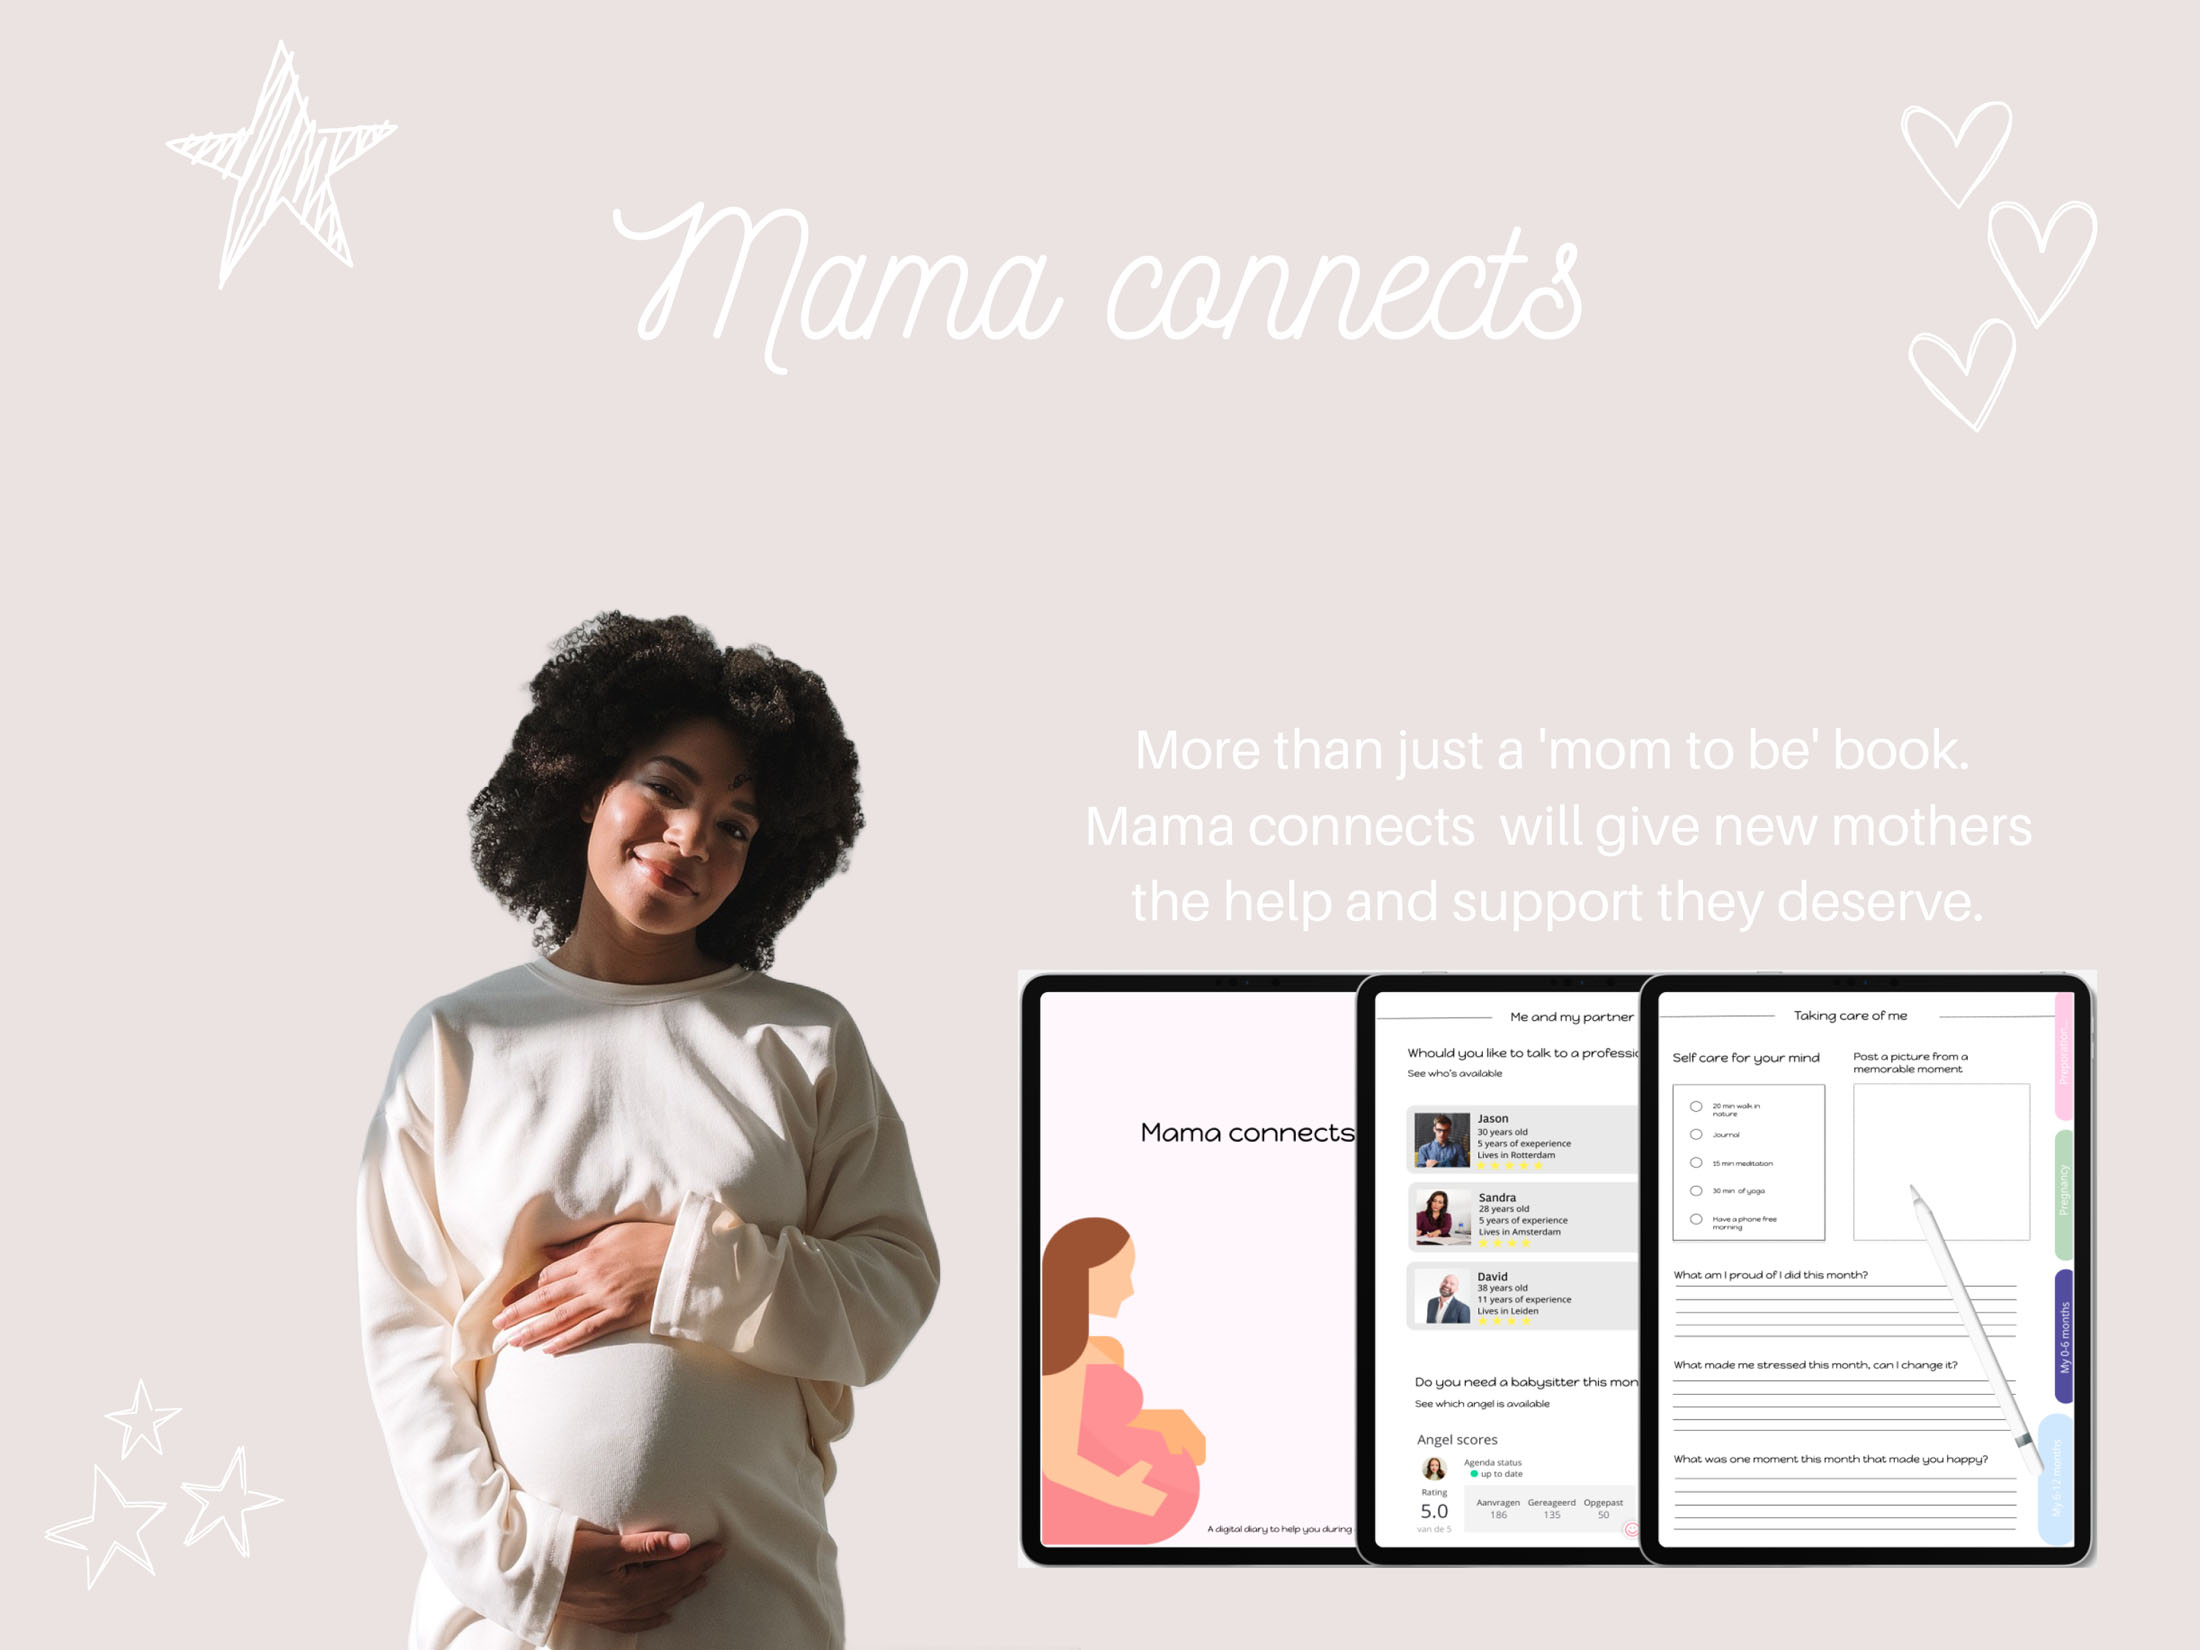 Mama connects
More than just a 'mom to be' book.
Mama connects will give new mothers
the help and support they deserve.
Mama connects
A digital diary to help you during
Me and my partner
Whould you like to talk to a professio
See who's available
Jason
30 years old
5 years of exeperience
Lives in Rotterdam
Sandra
28 years old
5 years of experience
Lives in Amsterdam
David
38 years old
11 years of experience
Lives in Leiden
Do you need a babysitter this mon
See which angel is available
Angel scores
Agenda status
up to date
Rating
5.0
van de 5
Aanvragen Gereageerd Opgepast
186 135 50
Taking care of me
Self care for your mind
20 min walk in
nature
Journal
15 min meditation
30 min of yoga
Have a phone free
morning
Post a picture from a
memorable moment
What am I proud of I did this month?
What made me stressed this month, can I change it?
What was one moment this month that made you happy?
Pregnancy
My 0-6 months
My 6-12 months